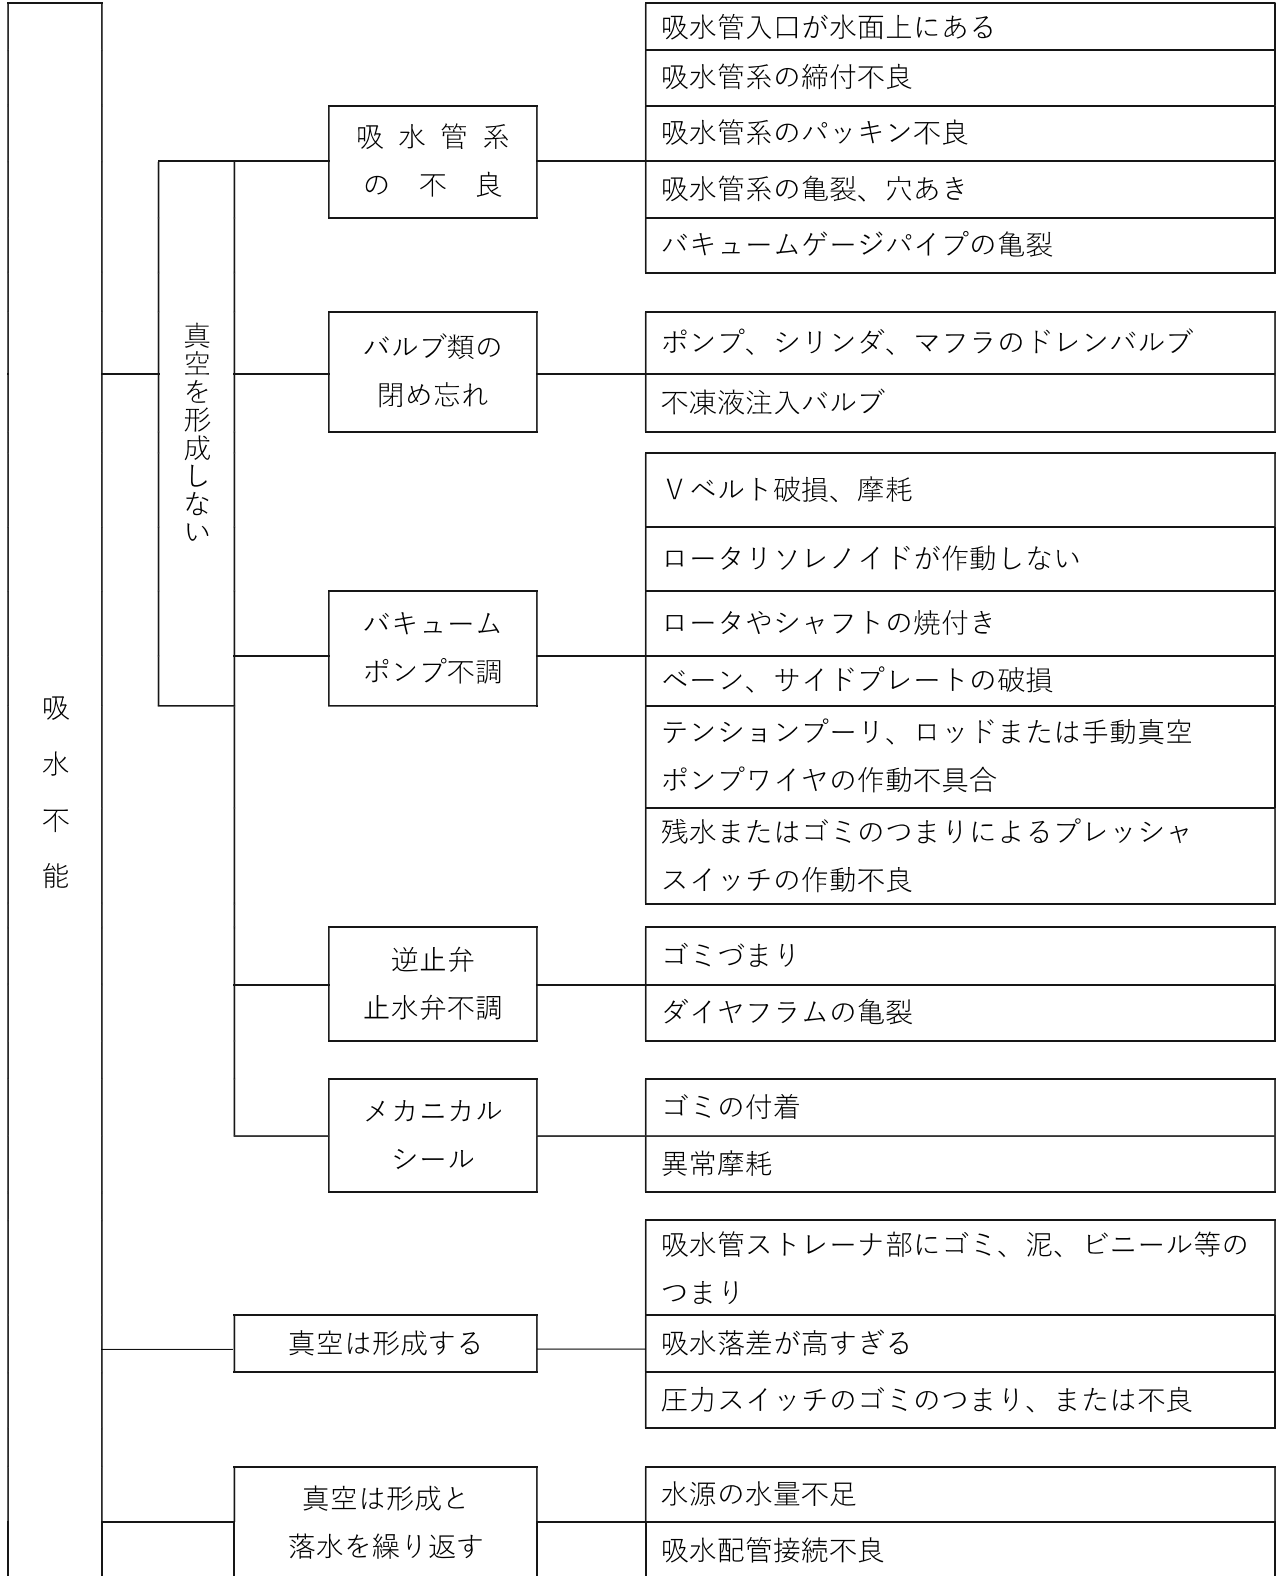 吸水不能
真空を形成しない
吸水管系
の不良
吸水管入口が水面上にある
吸水管系の締付不良
吸水管系のパッキン不良
吸水管系の亀裂、穴あき
バキュームゲージパイプの亀裂
バルブ類の
閉め忘れ
ポンプ、シリンダ、マフラのドレンバルブ
不凍液注入バルブ
バキューム
ポンプ不調
Ｖベルト破損、摩耗
ロータリソレノイドが作動しない
ロータやシャフトの焼付き
ベーン、サイドプレートの破損
テンションプーリ、ロッドまたは手動真空
ポンプワイヤの作動不具合
残水またはゴミのつまりによるプレッシャ
スイッチの作動不良
逆止弁
止水弁不調
ゴミづまり
ダイヤフラムの亀裂
メカニカル
シール
ゴミの付着
異常摩耗
真空は形成する
吸水管ストレーナ部にゴミ、泥、ビニール等の
つまり
吸水落差が高すぎる
圧力スイッチのゴミのつまり、または不良
真空は形成と
落水を繰り返す
水源の水量不足
吸水配管接続不良